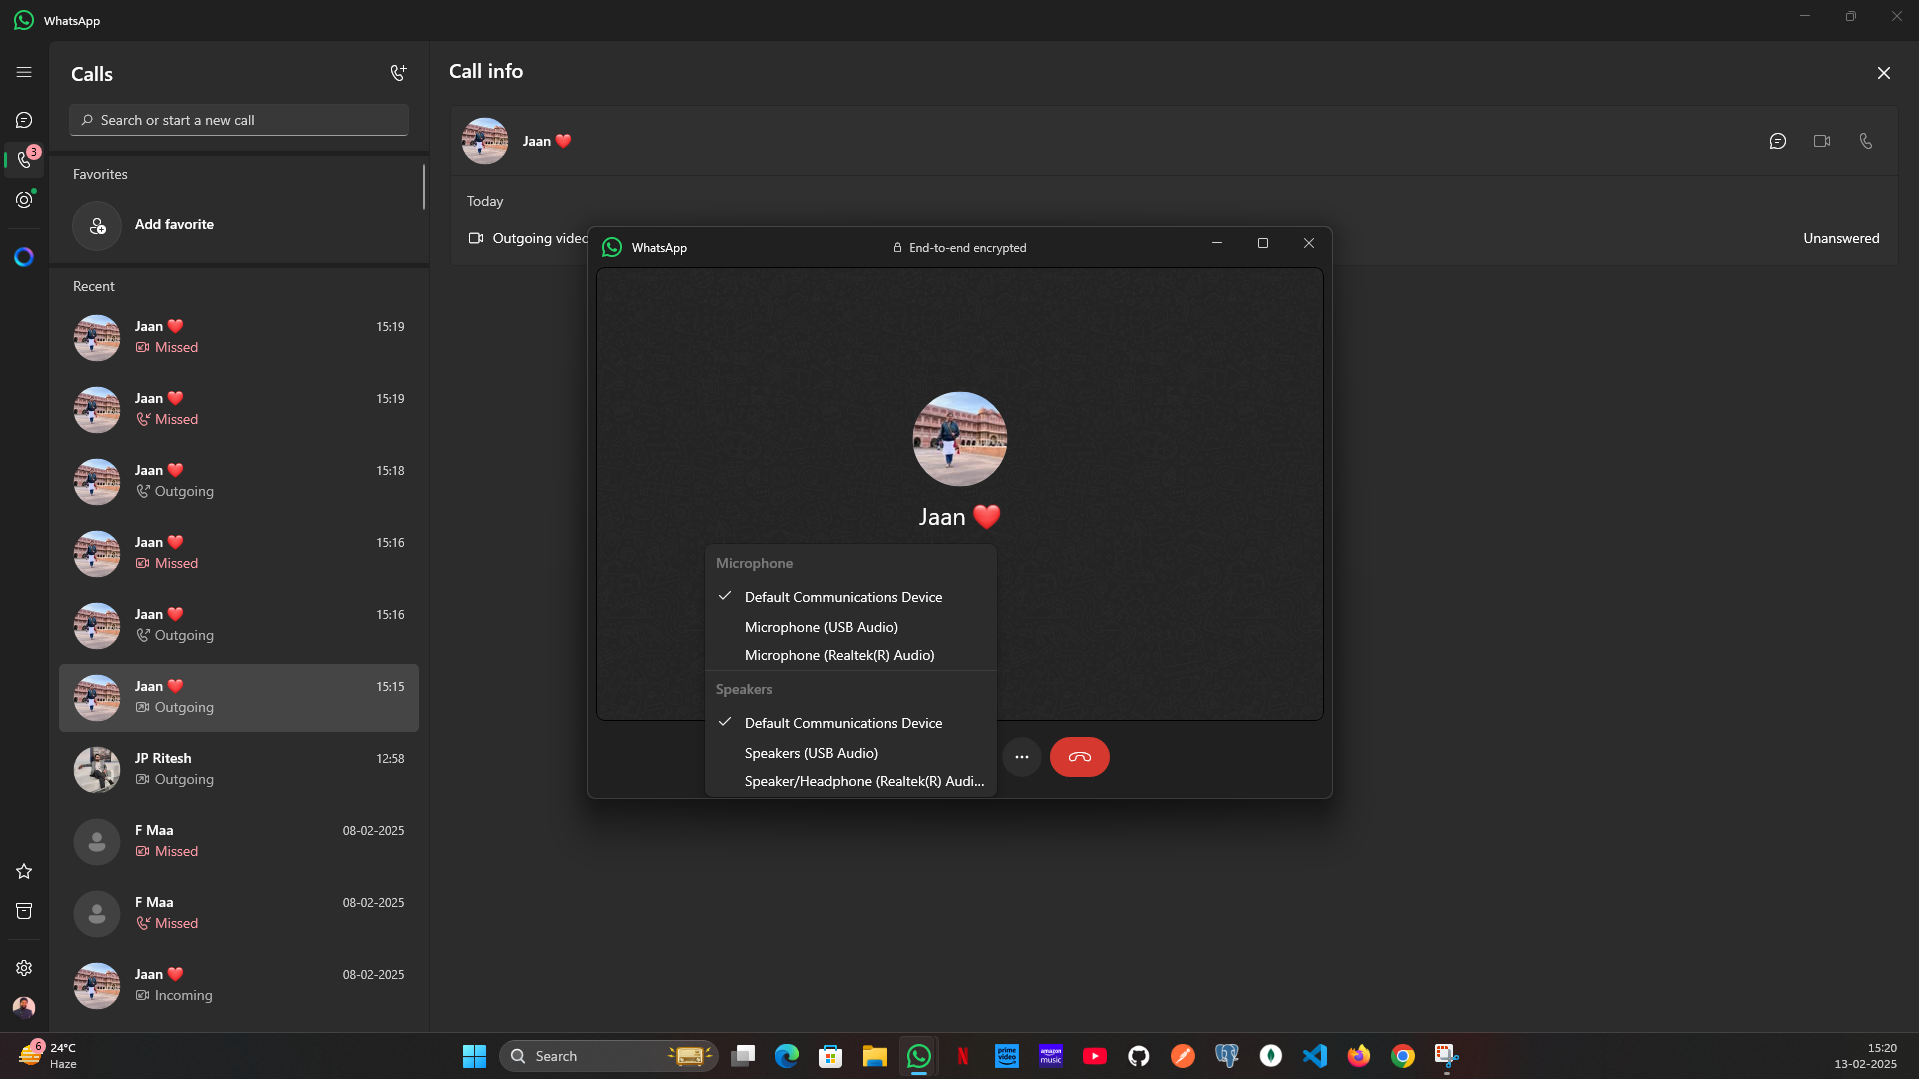 WhatsApp
Calls
Search or start a new call
3
Favorites
Add favorite
Recent
Jaan ❤️ 15:19
Missed
Jaan ❤️ 15:19
Missed
Jaan ❤️ 15:18
Outgoing
Jaan ❤️ 15:16
Missed
Jaan ❤️ 15:16
Outgoing
Jaan ❤️ 15:15
Outgoing
JP Ritesh 12:58
Outgoing
F Maa 08-02-2025
Missed
F Maa 08-02-2025
Missed
Jaan ❤️ 08-02-2025
Incoming
Call info
Jaan ❤️
Today
Outgoing video
Unanswered
WhatsApp
End-to-end encrypted
Jaan ❤️
Microphone
Default Communications Device
Microphone (USB Audio)
Microphone (Realtek(R) Audio)
Speakers
Default Communications Device
Speakers (USB Audio)
Speaker/Headphone (Realtek(R) Audi...
6
24°C
Haze
Search
N
prime video
amazon music
15:20
13-02-2025